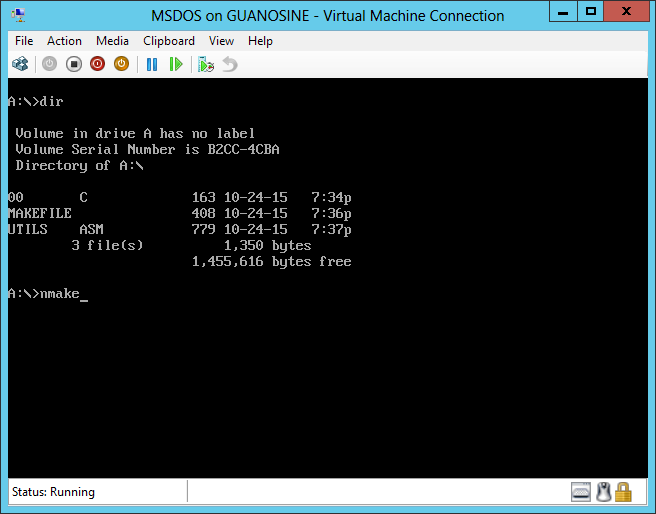 MSDOS on GUANOSINE - Virtual Machine Connection
File Action Media Clipboard View Help
A:\>dir
Volume in drive A has no label
Volume Serial Number is B2CC-4CBA
Directory of A:\
00 C 163 10-24-15 7:34p
MAKEFILE 408 10-24-15 7:36p
UTILS ASM 779 10-24-15 7:37p
3 file(s) 1,350 bytes
1,455,616 bytes free
A:\>nmake_
Status: Running